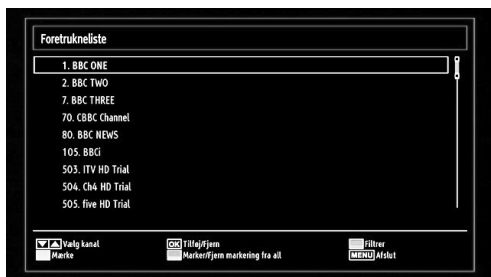 Foretrukneliste
1. BBC ONE
2. BBC TWO
7. BBC THREE
70. CBBC Channel
80. BBC NEWS
105. BBCi
503. ITV HD Trial
504. Ch4 HD Trial
505. five HD Trial
Vælg kanal OK Tilføj/Fjern Filtrer
Mærke Marker/Fjern markering fra all MENU Afslut